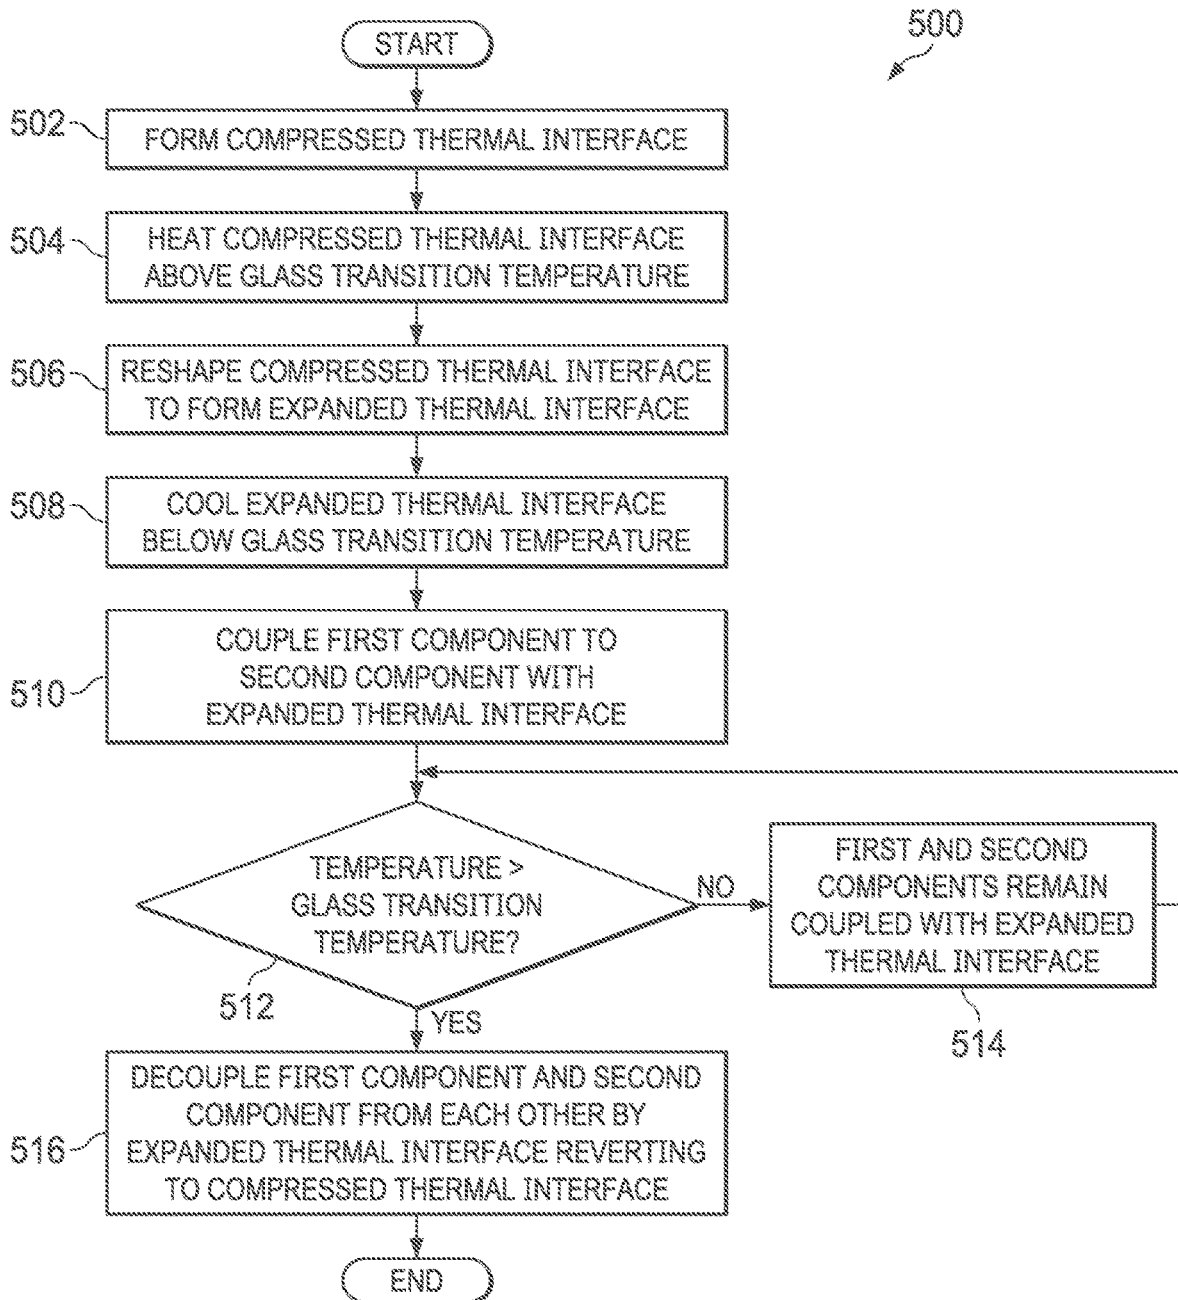 START
500
502
FORM COMPRESSED THERMAL INTERFACE
504
HEAT COMPRESSED THERMAL INTERFACE
ABOVE GLASS TRANSITION TEMPERATURE
506
RESHAPE COMPRESSED THERMAL INTERFACE
TO FORM EXPANDED THERMAL INTERFACE
508
COOL EXPANDED THERMAL INTERFACE
BELOW GLASS TRANSITION TEMPERATURE
510
COUPLE FIRST COMPONENT TO
SECOND COMPONENT WITH
EXPANDED THERMAL INTERFACE
TEMPERATURE >
GLASS TRANSITION
TEMPERATURE?
512
NO
FIRST AND SECOND
COMPONENTS REMAIN
COUPLED WITH EXPANDED
THERMAL INTERFACE
514
YES
516
DECOUPLE FIRST COMPONENT AND SECOND
COMPONENT FROM EACH OTHER BY
EXPANDED THERMAL INTERFACE REVERTING
TO COMPRESSED THERMAL INTERFACE
END